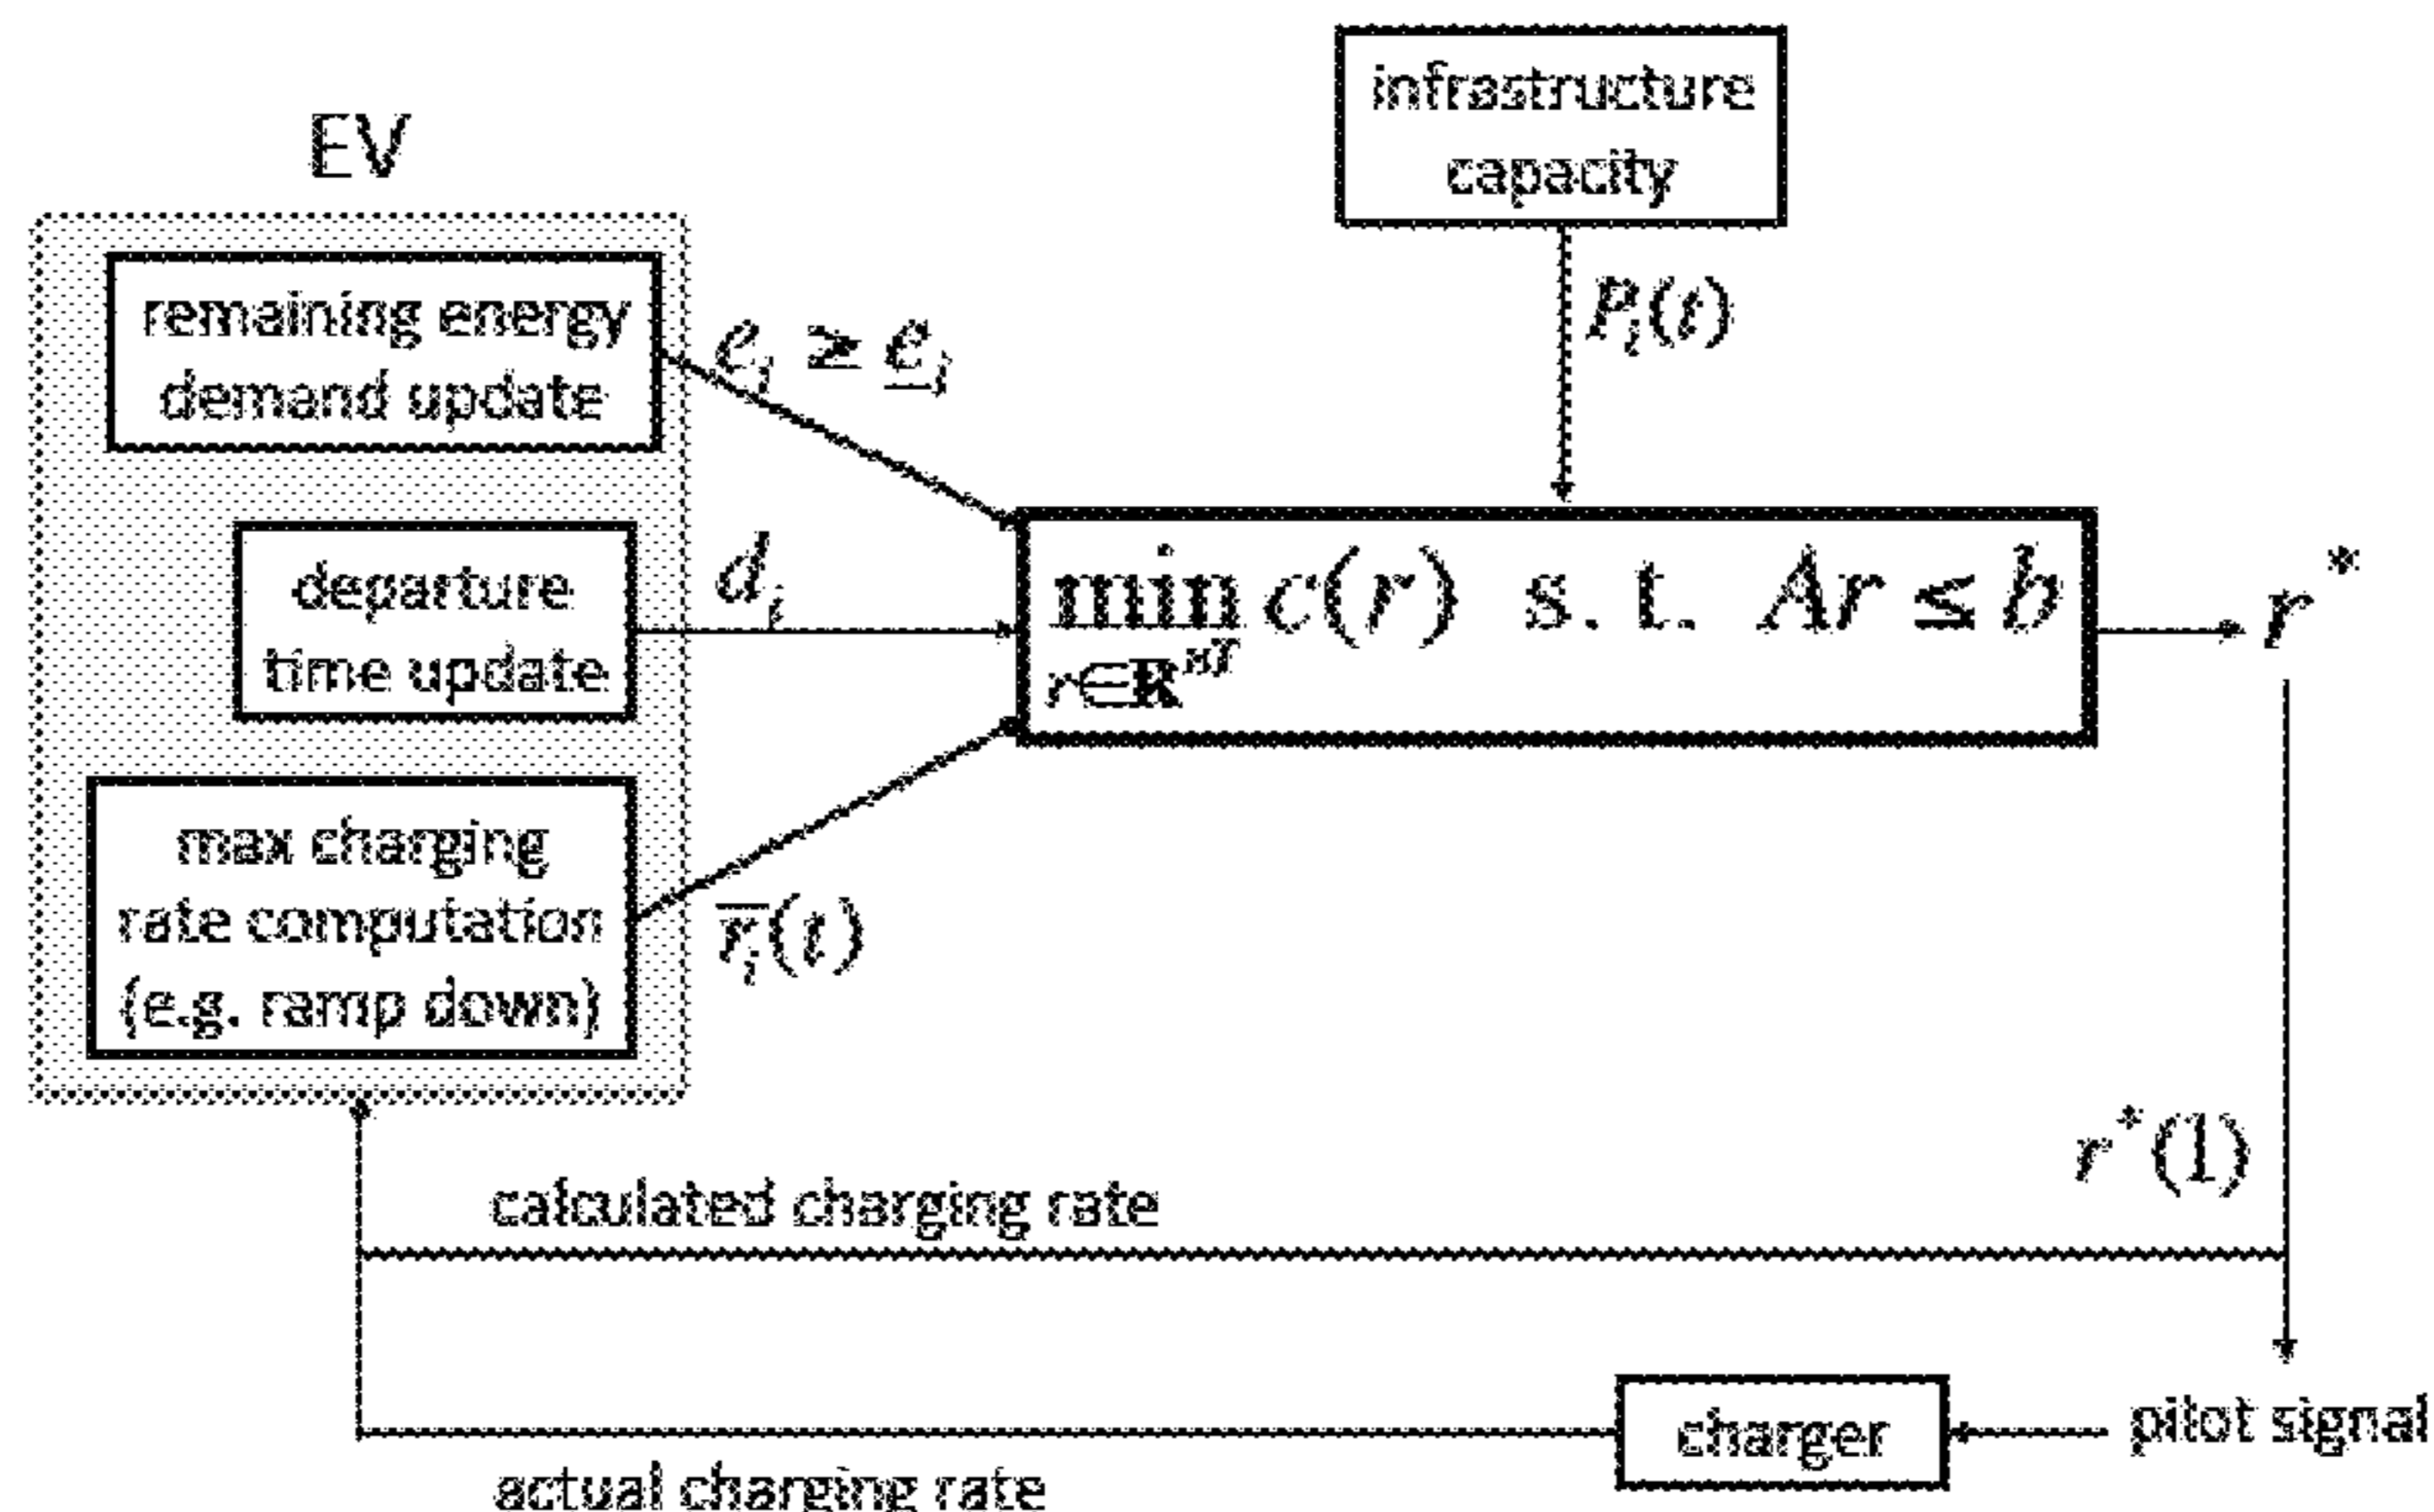 EV
infrastructure
capacity
P_i(t)
remaining energy
demand update
e_i ≥ e̲_i
departure
time update
d_i
max charging
rate computation
(e.g. ramp down)
r̅_i(t)
min c(r) s. t. Ar ≤ b
r∈ℝ^{nT}
r*
r*(1)
calculated charging rate
charger
pilot signal
actual charging rate